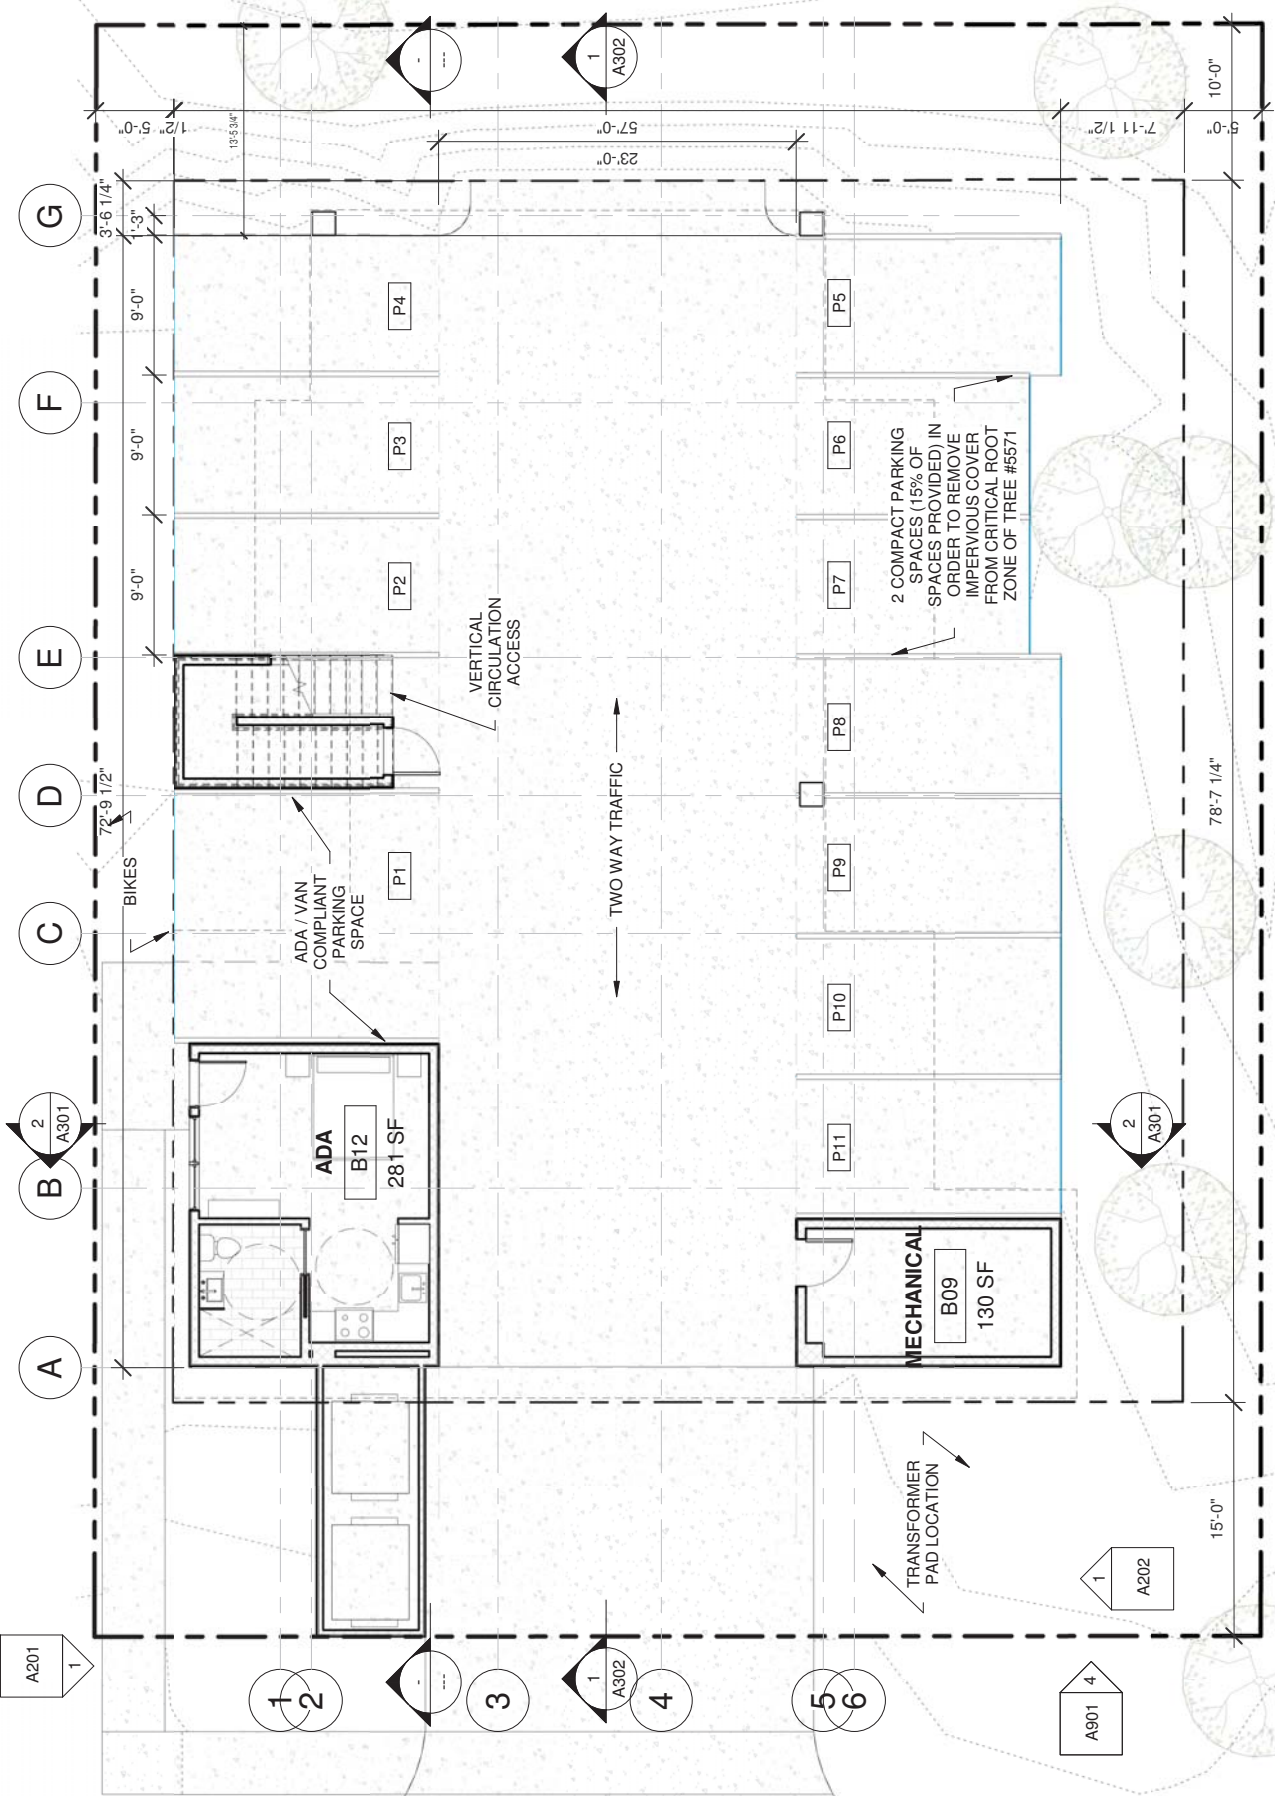 A
B
C
D
E
F
G
1
2
3
4
5
6
72'-9 1/2"
9'-0"
9'-0"
9'-0"
1'-3"
3'-6 1/4"
13'-5 3/4"
5'-0"
1/2"
57'-0"
23'-0"
7'-11 1/2"
5'-0"
10'-0"
78'-7 1/4"
15'-0"
BIKES
ADA / VAN
COMPLIANT
PARKING
SPACE
VERTICAL
CIRCULATION
ACCESS
TWO WAY TRAFFIC
2 COMPACT PARKING
SPACES (15% OF
SPACES PROVIDED) IN
ORDER TO REMOVE
IMPERVIOUS COVER
FROM CRITICAL ROOT
ZONE OF TREE #5571
P1
P2
P3
P4
P5
P6
P7
P8
P9
P10
P11
ADA
B12
281 SF
MECHANICAL
B09
130 SF
TRANSFORMER
PAD LOCATION
2
A301
2
A301
1
A302
1
A302
-
---
-
---
A201
1
1
A202
4
A901